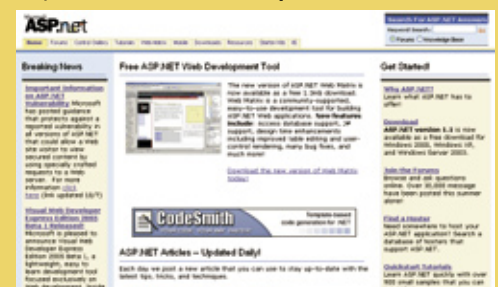 ASP.net
Search For ASP.NET Answers
Keyword Search:
Forums Knowledge Base
Home Forums Control Gallery Tutorials Web Matrix Mobile Downloads Resources Starter Kits
Breaking News
Important Information
on ASP.NET
Vulnerability Microsoft
has posted guidance
that protects against a
reported vulnerability in
all versions of ASP.NET
that could allow a web
site visitor to view
secured content by
using specially crafted
requests to a web
server. For more
information click
here (link updated 10/7)
Visual Web Developer
Express Edition 2005
Beta 1 Released!
Microsoft is pleased to
announce Visual Web
Developer Express
Edition 2005 Beta 1, a
lightweight, easy to
learn development tool
focused exclusively on
Free ASP.NET Web Development Tool
The new version of ASP.NET Web Matrix is
now available as a free 1.3MB download.
Web Matrix is a community-supported,
easy-to-use development tool for building
ASP.NET Web applications. New features
include: Access database support, J#
support, design time enhancements
including improved table editing and user-
control rendering, many bug fixes, and
much more!
Download the new version of Web Matrix
today!
CodeSmith
Template-based
code generation for .NET
ASP.NET Articles – Updated Daily!
Each day we post a new article that you can use to stay up-to-date with the
latest tips, tricks, and techniques.
Get Started!
Why ASP.NET?
Learn what ASP.NET has to
offer!
Download
ASP.NET version 1.1 is now
available as a free download for
Windows 2000, Windows XP,
and Windows Server 2003.
Join the Forums
Browse and ask questions
online. Over 30,000 message
have been posted this summer
alone!
Find a Hoster
Need somewhere to host your
ASP.NET application? Search a
database of hosters that
support ASP.NET.
QuickStart Tutorials
Learn ASP.NET quickly with over
900 small samples that you can